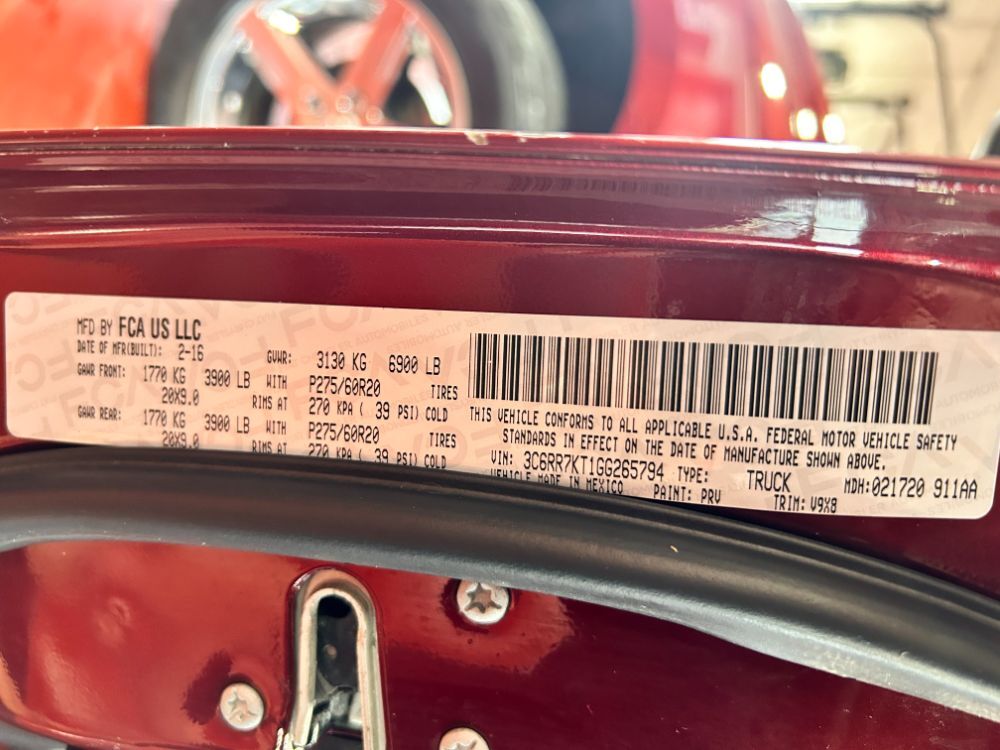 MFD BY FCA US LLC
DATE OF MFR(BUILT): 2-16 GVWR: 3130 KG 6900 LB
GAWR FRONT: 1770 KG 3900 LB WITH P275/60R20 TIRES
20X9.0 RIMS AT 270 KPA ( 39 PSI) COLD
GAWR REAR: 1770 KG 3900 LB WITH P275/60R20 TIRES
20X9.0 RIMS AT 270 KPA ( 39 PSI) COLD
THIS VEHICLE CONFORMS TO ALL APPLICABLE U.S.A. FEDERAL MOTOR VEHICLE SAFETY
STANDARDS IN EFFECT ON THE DATE OF MANUFACTURE SHOWN ABOVE.
VIN: 3C6RR7KT1GG265794 TYPE: TRUCK MDH:021720 911AA
VEHICLE MADE IN MEXICO PAINT: PRV TRIM: V9X8